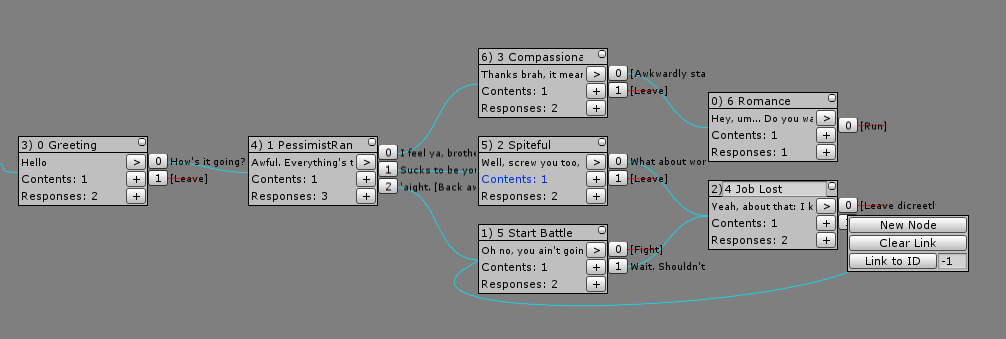 3) 0 Greeting
Hello >
Contents: 1 +
Responses: 2 +
0 How's it going?
1 [Leave]
4) 1 PessimistRan
Awful. Everything's t >
Contents: 1 +
Responses: 3 +
0 I feel ya, brothe
1 Sucks to be you
2 'aight. [Back aw
6) 3 Compassiona
Thanks brah, it mear >
Contents: 1 +
Responses: 2 +
0 [Awkwardly sta
1 [Leave]
5) 2 Spiteful
Well, screw you too, >
Contents: 1 +
Responses: 2 +
0 What about wor
1 [Leave]
1) 5 Start Battle
Oh no, you ain't goin >
Contents: 1 +
Responses: 2 +
0 [Fight]
1 Wait. Shouldn't
0) 6 Romance
Hey, um... Do you wa >
Contents: 1 +
Responses: 1 +
0 [Run]
2) 4 Job Lost
Yeah, about that: I k >
Contents: 1 +
Responses: 2 +
0 [Leave dicreetl
New Node
Clear Link
Link to ID -1